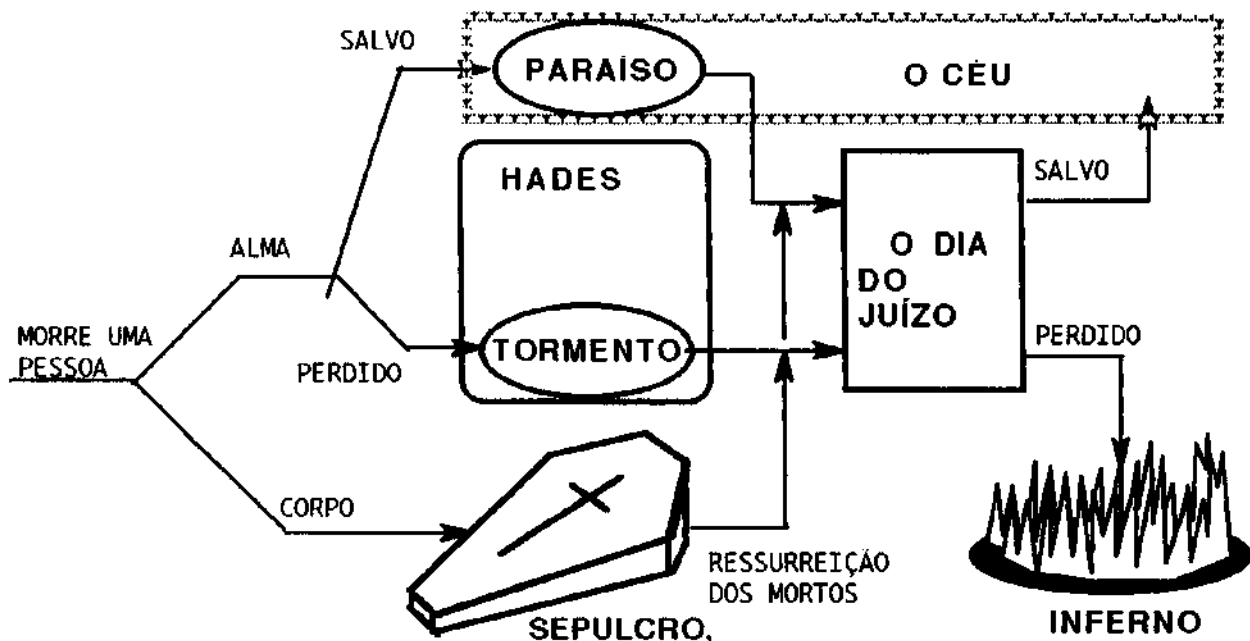 SALVO
PARAÍSO
O CÉU
HADES
SALVO
ALMA
O DIA
DO
JUÍZO
MORRE UMA
PESSOA
PERDIDO
TORMENTO
PERDIDO
CORPO
RESSURREIÇÃO
DOS MORTOS
SEPULCRO,
INFERNO